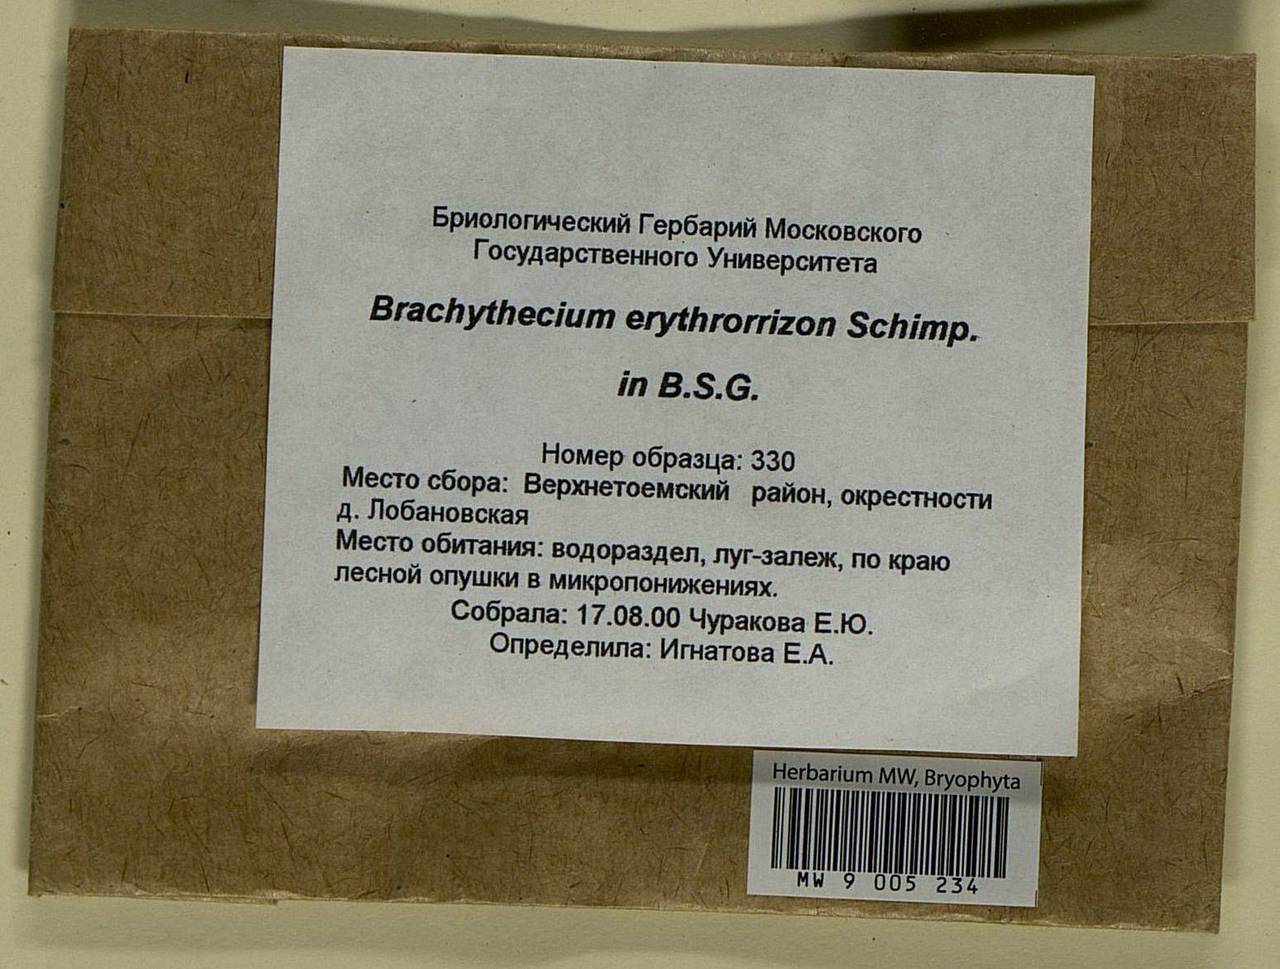 Бриологический Гербарий Московского
Государственного Университета
Brachythecium erythrorrizon Schimp.
in B.S.G.
Номер образца: 330
Место сбора: Верхнетоемский район, окрестности
д. Лобановская
Место обитания: водораздел, луг-залеж, по краю
лесной опушки в микропонижениях.
Собрала: 17.08.00 Чуракова Е.Ю.
Определила: Игнатова Е.А.
Herbarium MW, Bryophyta
MW 9 005 234